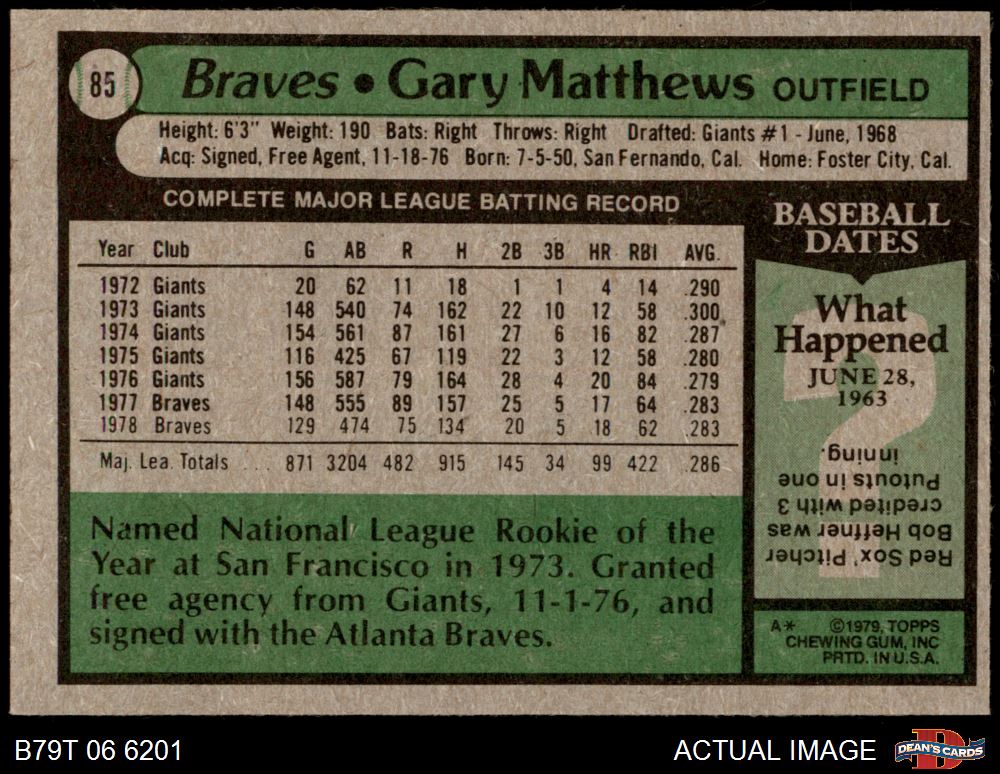 85
Braves • Gary Matthews OUTFIELD
Height: 6'3" Weight: 190 Bats: Right Throws: Right Drafted: Giants #1 - June, 1968
Acq: Signed, Free Agent, 11-18-76 Born: 7-5-50, San Fernando, Cal. Home: Foster City, Cal.
COMPLETE MAJOR LEAGUE BATTING RECORD
Year Club G AB R H 2B 3B HR RBI AVG.
1972 Giants 20 62 11 18 1 1 4 14 .290
1973 Giants 148 540 74 162 22 10 12 58 .300
1974 Giants 154 561 87 161 27 6 16 82 .287
1975 Giants 116 425 67 119 22 3 12 58 .280
1976 Giants 156 587 79 164 28 4 20 84 .279
1977 Braves 148 555 89 157 25 5 17 64 .283
1978 Braves 129 474 75 134 20 5 18 62 .283
Maj. Lea. Totals ... 871 3204 482 915 145 34 99 422 .286
Named National League Rookie of the
Year at San Francisco in 1973. Granted
free agency from Giants, 11-1-76, and
signed with the Atlanta Braves.
BASEBALL
DATES
What
Happened
JUNE 28,
1963
?
Red Sox' Pitcher
Bob Heffner was
credited with 3
Putouts in one
inning.
A* ©1979, TOPPS
CHEWING GUM, INC
PRTD. IN U.S.A.
B79T 06 6201
ACTUAL IMAGE
D
DEAN'S CARDS